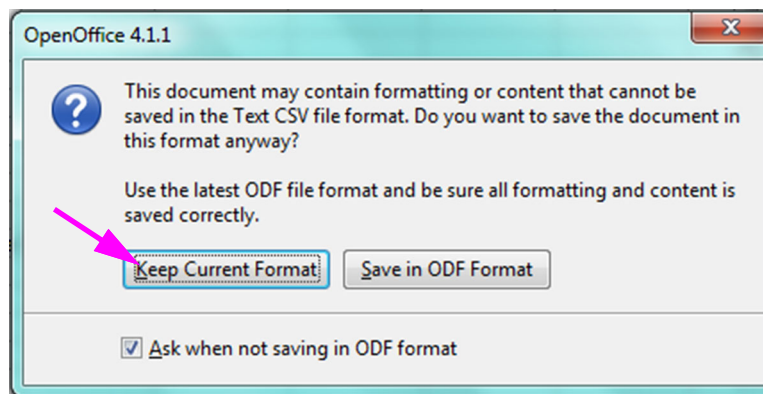 OpenOffice 4.1.1
This document may contain formatting or content that cannot be
saved in the Text CSV file format. Do you want to save the document in
this format anyway?
Use the latest ODF file format and be sure all formatting and content is
saved correctly.
Keep Current Format
Save in ODF Format
Ask when not saving in ODF format